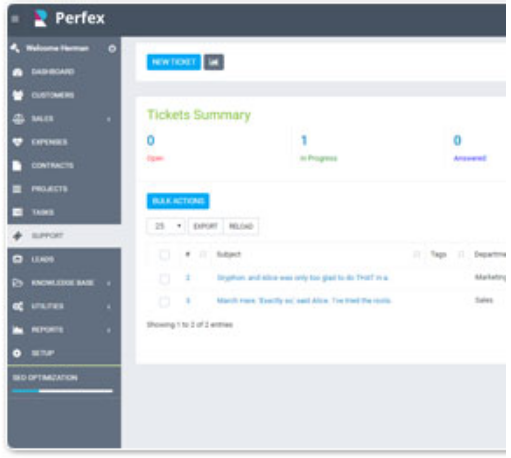 Perfex
Welcome Herman
NEW TICKET
DASHBOARD
CUSTOMERS
SALES
EXPENSES
CONTRACTS
PROJECTS
TASKS
SUPPORT
LEADS
KNOWLEDGE BASE
UTILITIES
REPORTS
SETUP
SEO OPTIMIZATION
Tickets Summary
0 1 0
Open In Progress Answered
BULK ACTIONS
25 EXPORT RELOAD
# Subject Tags Departme
Gryphon: and Alice was only too glad to do THAT in a. Marketing
March Hare. 'Exactly so,' said Alice. 'I've tried the roots. Sales
Showing 1 to 2 of 2 entries